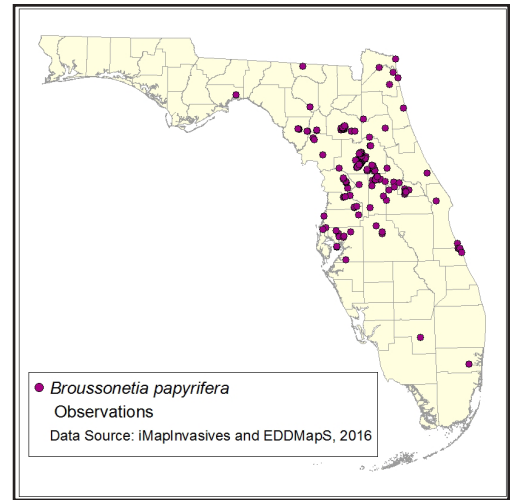 Broussonetia papyrifera
Observations
Data Source: iMapInvasives and EDDMapS, 2016